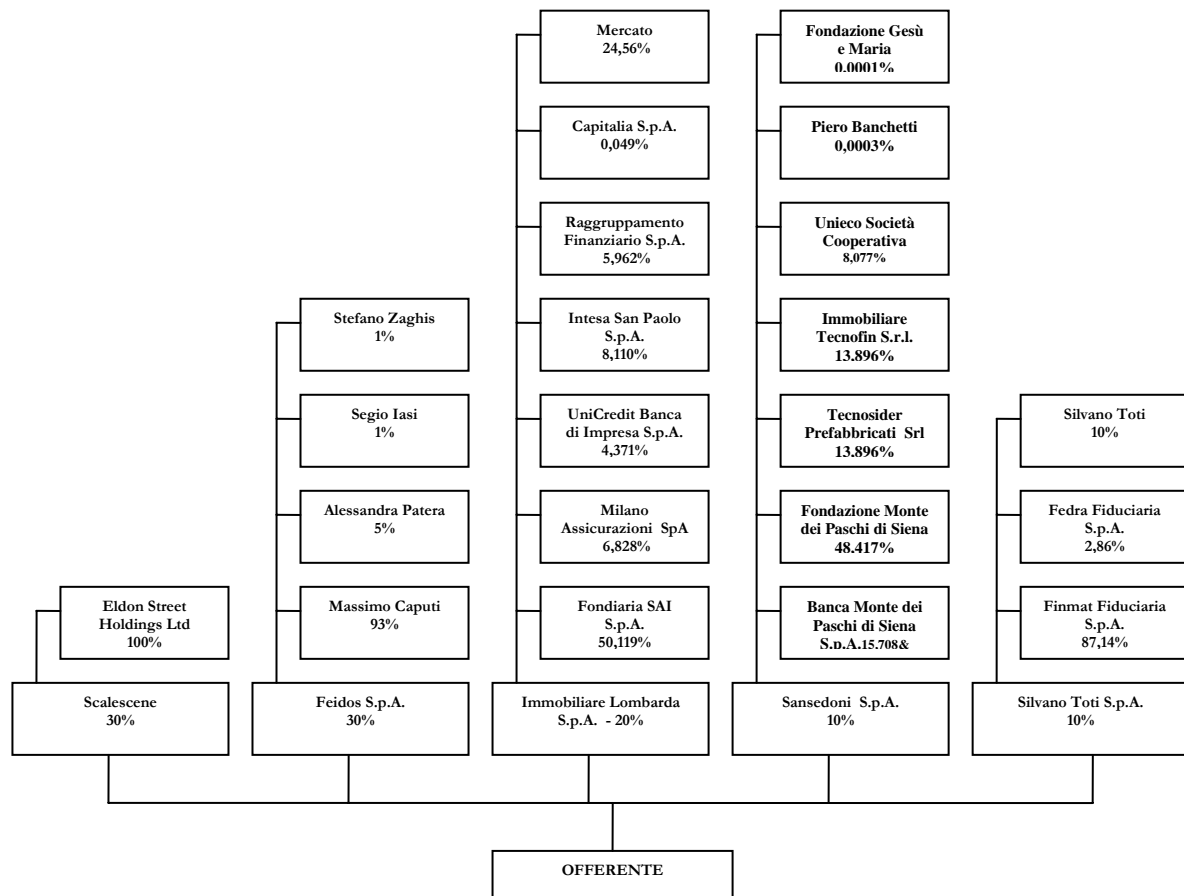 Mercato
24,56%
Capitalia S.p.A.
0,049%
Raggruppamento
Finanziario S.p.A.
5,962%
Intesa San Paolo
S.p.A.
8,110%
UniCredit Banca
di Impresa S.p.A.
4,371%
Milano
Assicurazioni SpA
6,828%
Fondiaria SAI
S.p.A.
50,119%
Immobiliare Lombarda
S.p.A. - 20%
Fondazione Gesù
e Maria
0.0001%
Piero Banchetti
0,0003%
Unieco Società
Cooperativa
8,077%
Immobiliare
Tecnofin S.r.l.
13.896%
Tecnosider
Prefabbricati Srl
13.896%
Fondazione Monte
dei Paschi di Siena
48.417%
Banca Monte dei
Paschi di Siena
S.p.A.15.708&
Sansedoni S.p.A.
10%
Stefano Zaghis
1%
Segio Iasi
1%
Alessandra Patera
5%
Massimo Caputi
93%
Feidos S.p.A.
30%
Eldon Street
Holdings Ltd
100%
Scalescene
30%
Silvano Toti
10%
Fedra Fiduciaria
S.p.A.
2,86%
Finmat Fiduciaria
S.p.A.
87,14%
Silvano Toti S.p.A.
10%
OFFERENTE